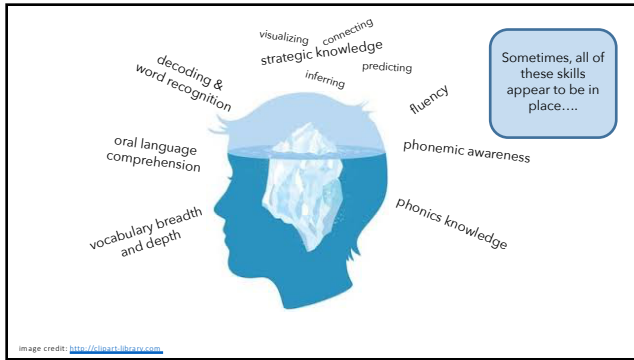 visualizing
connecting
strategic knowledge
inferring
predicting
decoding &
word recognition
fluency
Sometimes, all of
these skills
appear to be in
place....
oral language
comprehension
phonemic awareness
vocabulary breadth
and depth
phonics knowledge
image credit: http://clipart-library.com